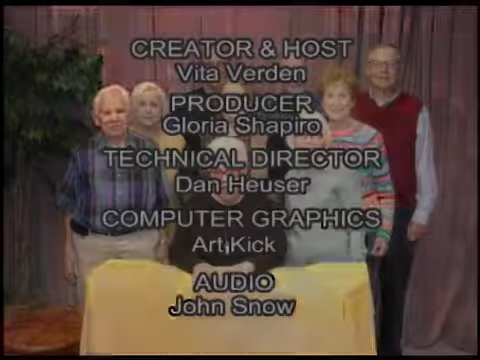 CREATOR & HOST
Vita Verden
PRODUCER
Gloria Shapiro
TECHNICAL DIRECTOR
Dan Heuser
COMPUTER GRAPHICS
Art Kick
AUDIO
John Snow